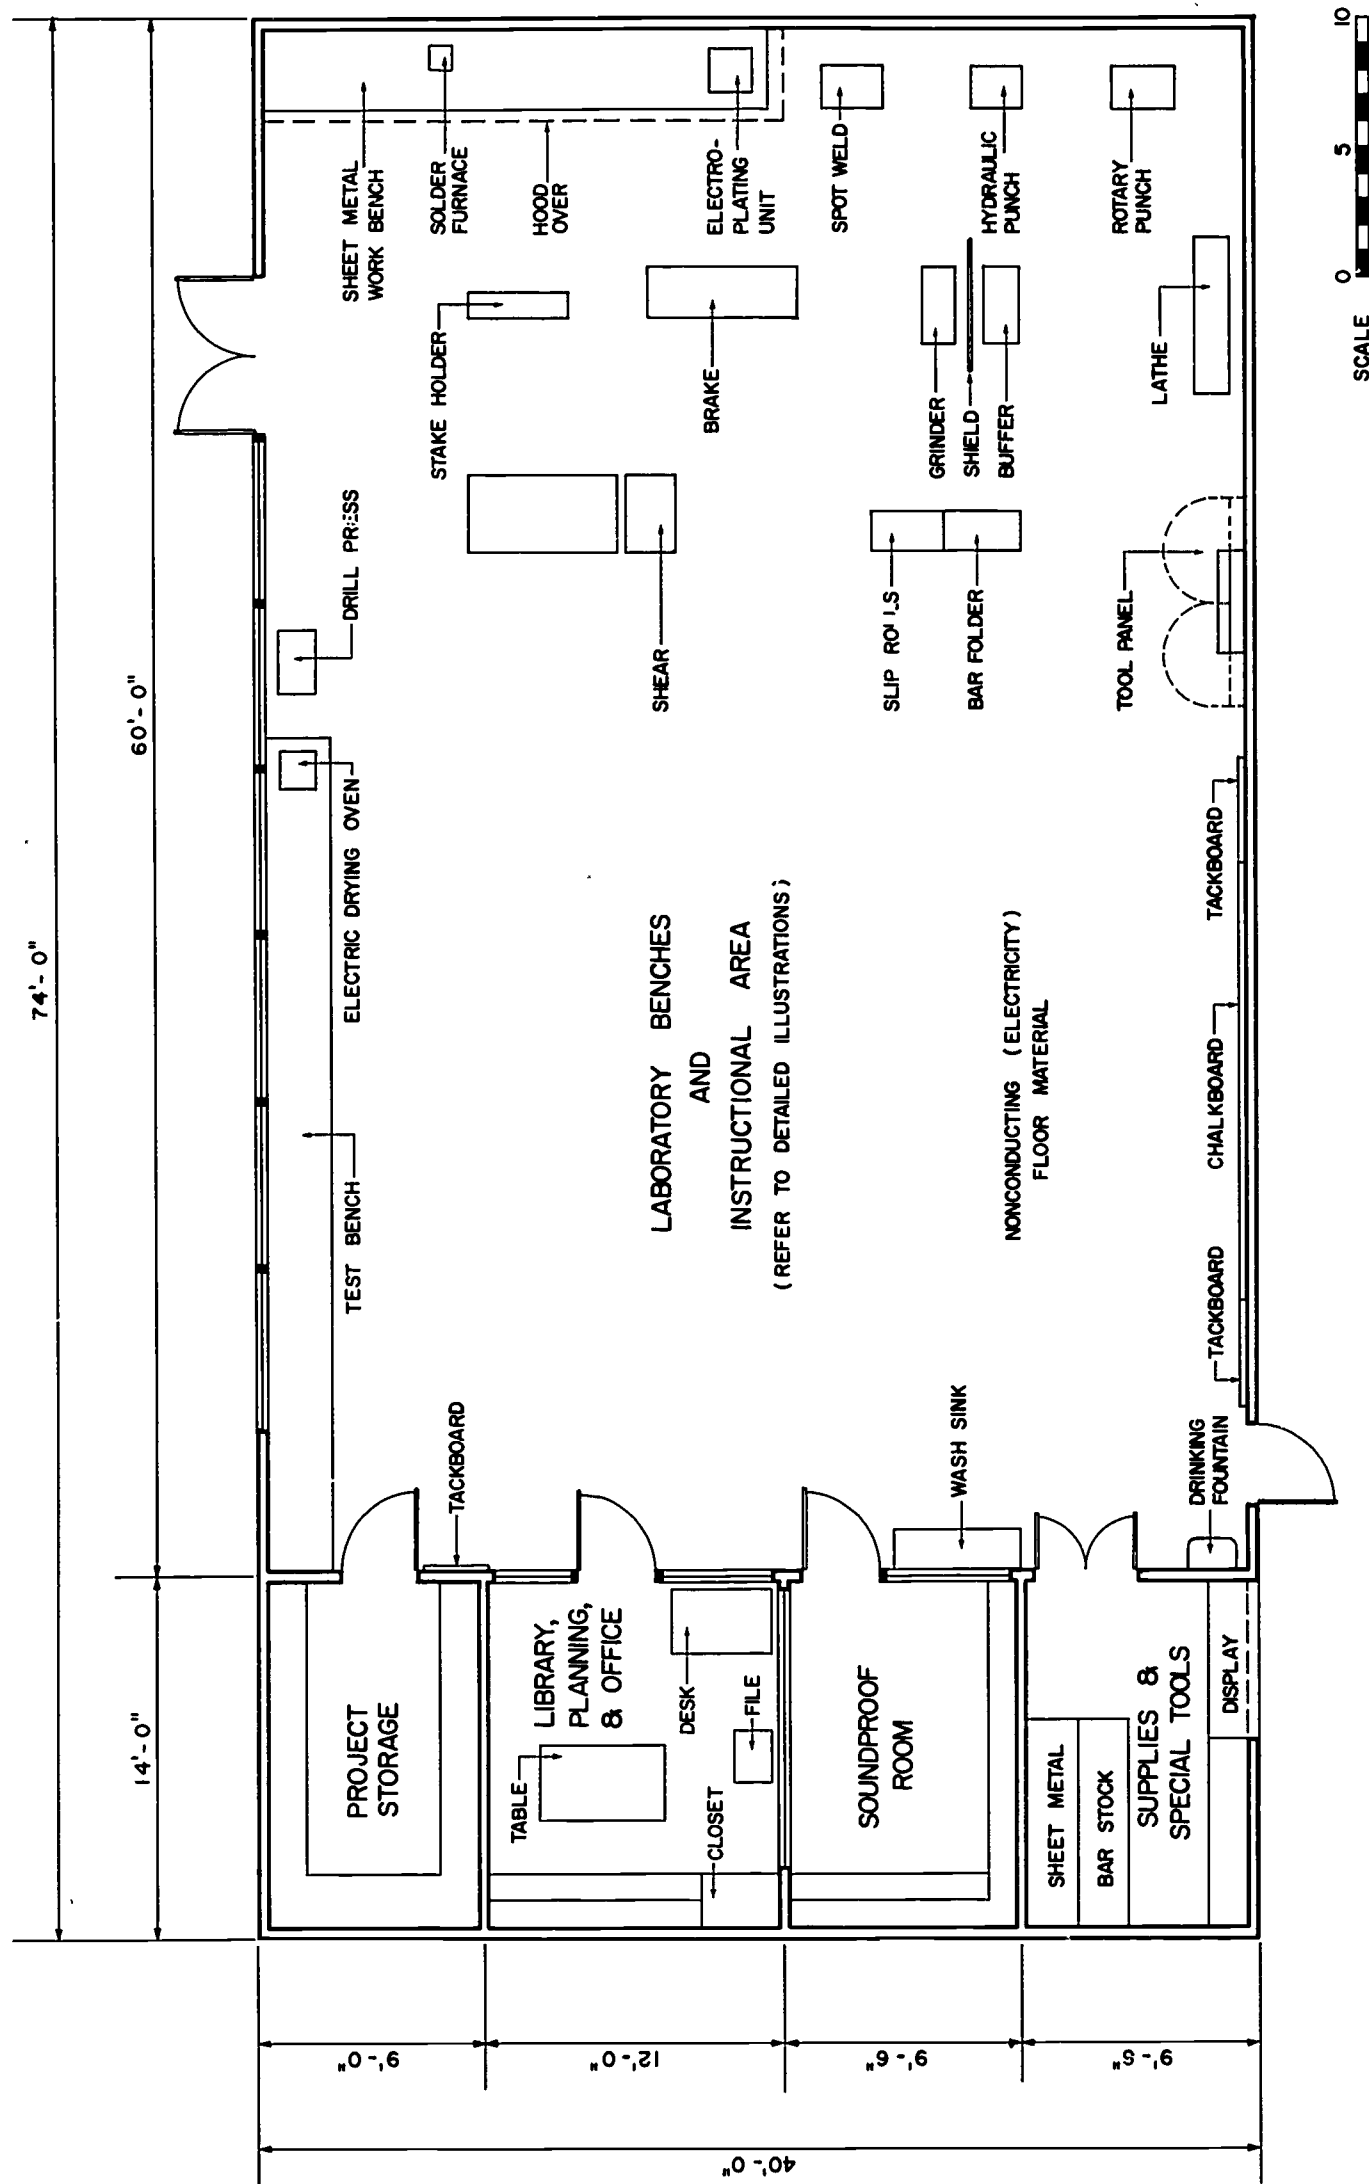 74'-0"
14'-0"
60'-0"
40'-0"
9'-0"
12'-0"
9'-6"
PROJECT
STORAGE
TACKBOARD
TEST BENCH
ELECTRIC DRYING OVEN
DRILL PRESS
SHEET METAL
WORK BENCH
SOLDER
FURNACE
HOOD
OVER
ELECTRO-
PLATING
UNIT
STAKE HOLDER
BRAKE
SHEAR
LIBRARY,
PLANNING,
& OFFICE
TABLE
DESK
FILE
CLOSET
LABORATORY BENCHES
AND
INSTRUCTIONAL AREA
(REFER TO DETAILED ILLUSTRATIONS)
SPOT WELD
HYDRAULIC
PUNCH
ROTARY
PUNCH
GRINDER
SHIELD
BUFFER
SLIP ROLLS
BAR FOLDER
SOUNDPROOF
ROOM
WASH SINK
NONCONDUCTING (ELECTRICITY)
FLOOR MATERIAL
LATHE
TOOL PANEL
SHEET METAL
BAR STOCK
SUPPLIES &
SPECIAL TOOLS
DISPLAY
DRINKING
FOUNTAIN
TACKBOARD
CHALKBOARD
TACKBOARD
SCALE
0 5 10